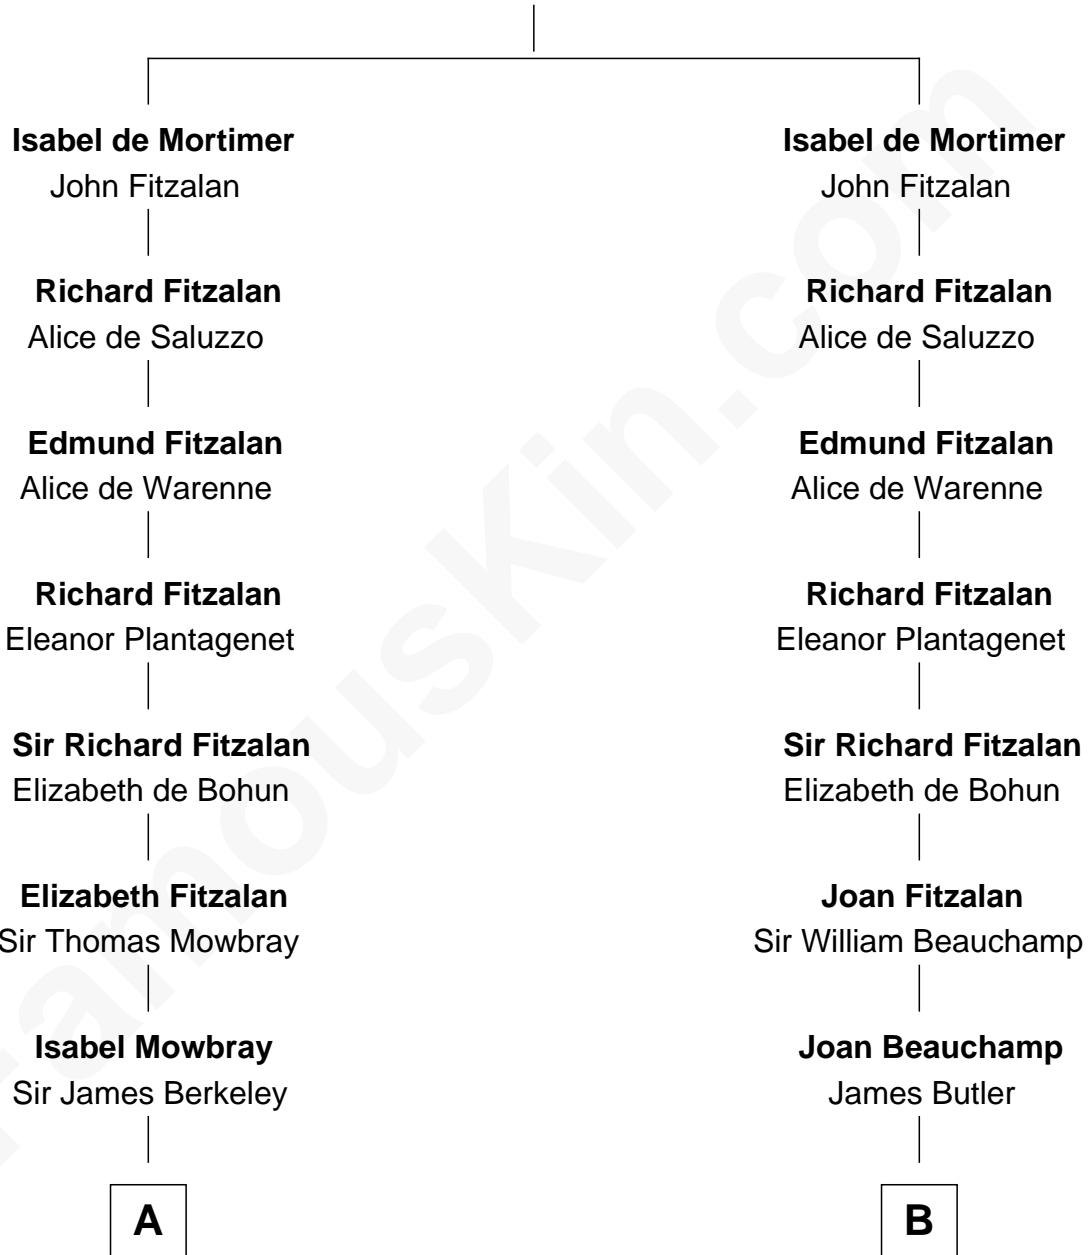 Isabel de Mortimer Isabel de Mortimer
John Fitzalan John Fitzalan
Richard Fitzalan Richard Fitzalan
Alice de Saluzzo Alice de Saluzzo
Edmund Fitzalan Edmund Fitzalan
Alice de Warenne Alice de Warenne
Richard Fitzalan Richard Fitzalan
Eleanor Plantagenet Eleanor Plantagenet
Sir Richard Fitzalan Sir Richard Fitzalan
Elizabeth de Bohun Elizabeth de Bohun
Elizabeth Fitzalan Joan Fitzalan
Sir Thomas Mowbray Sir William Beauchamp
Isabel Mowbray Joan Beauchamp
Sir James Berkeley James Butler
A B
FamousKin.com